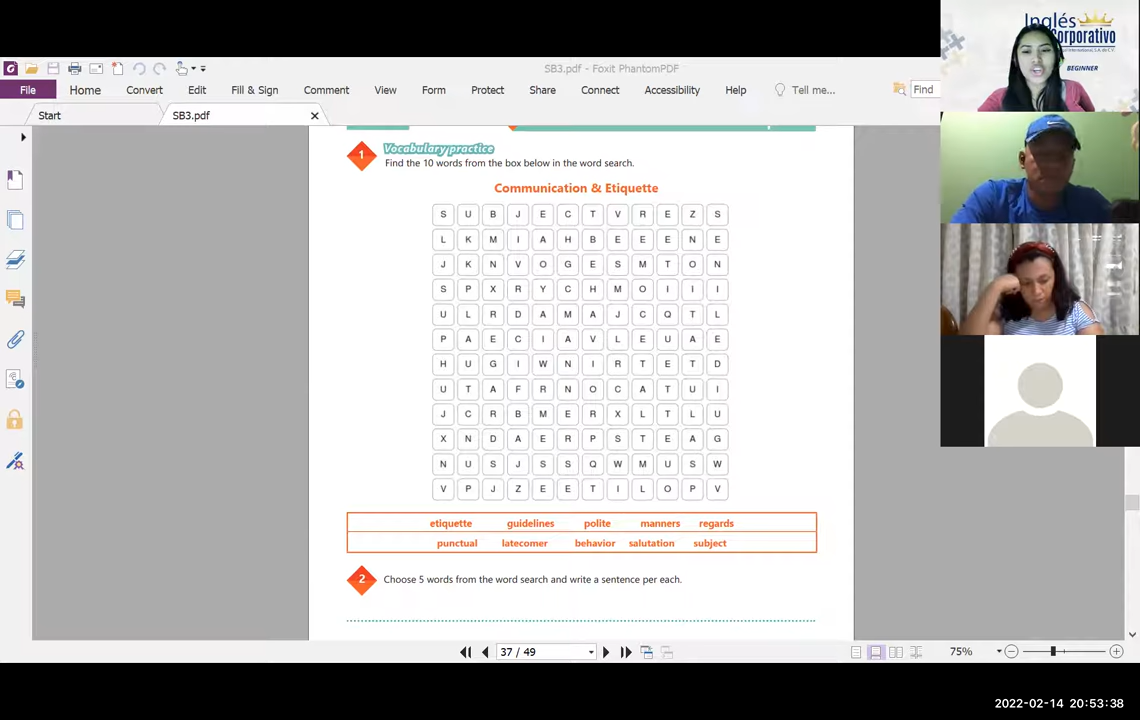 Inglés
Corporativo
BEGINNER
SB3.pdf - Foxit PhantomPDF
File Home Convert Edit Fill & Sign Comment View Form Protect Share Connect Accessibility Help Tell me... Find
Start SB3.pdf
1 Vocabulary practice
Find the 10 words from the box below in the word search.
Communication & Etiquette
S U B J E C T V R E Z S
L K M I A H B E E E N E
J K N V O G E S M T O N
S P X R Y C H M O I I I
U L R D A M A J C Q T L
P A E C I A V L E U A E
H U G I W N I R T E T D
U T A F R N O C A T U I
J C R B M E R X L T L U
X N D A E R P S T E A G
N U S J S S Q W M U S W
V P J Z E E T I L O P V
etiquette guidelines polite manners regards
punctual latecomer behavior salutation subject
2 Choose 5 words from the word search and write a sentence per each.
37 / 49
75%
2022-02-14 20:53:38